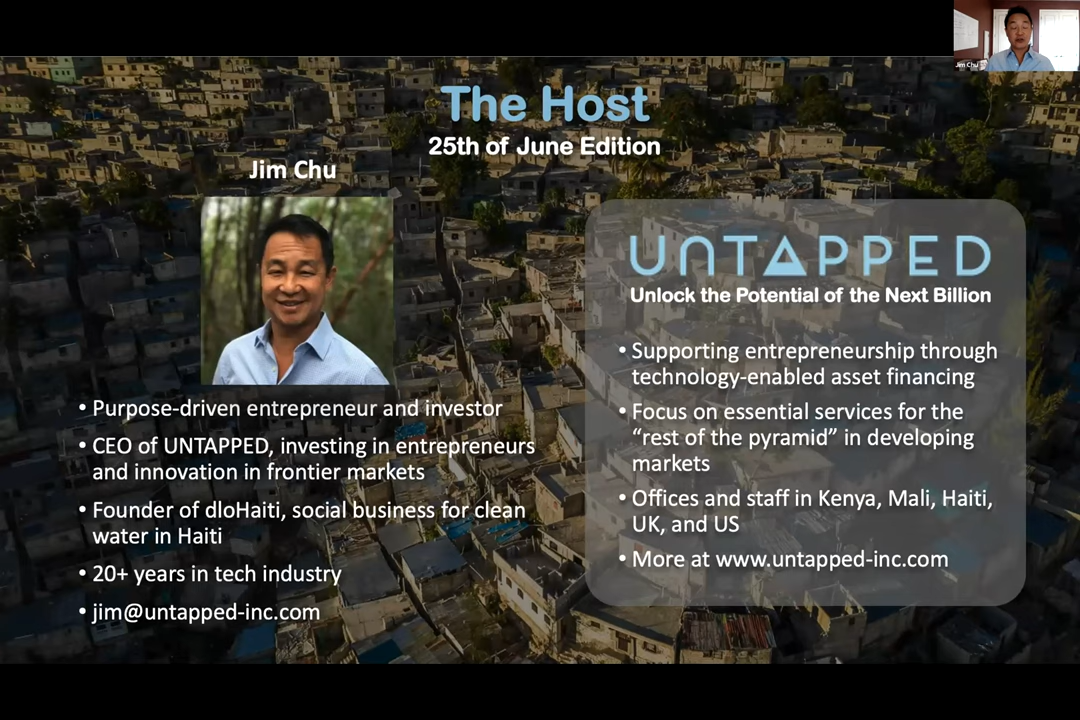 Jim Chu
The Host
25th of June Edition
Jim Chu
• Purpose-driven entrepreneur and investor
• CEO of UNTAPPED, investing in entrepreneurs
and innovation in frontier markets
• Founder of dloHaiti, social business for clean
water in Haiti
• 20+ years in tech industry
• jim@untapped-inc.com
UNTAPPED
Unlock the Potential of the Next Billion
• Supporting entrepreneurship through
technology-enabled asset financing
• Focus on essential services for the
“rest of the pyramid” in developing
markets
• Offices and staff in Kenya, Mali, Haiti,
UK, and US
• More at www.untapped-inc.com